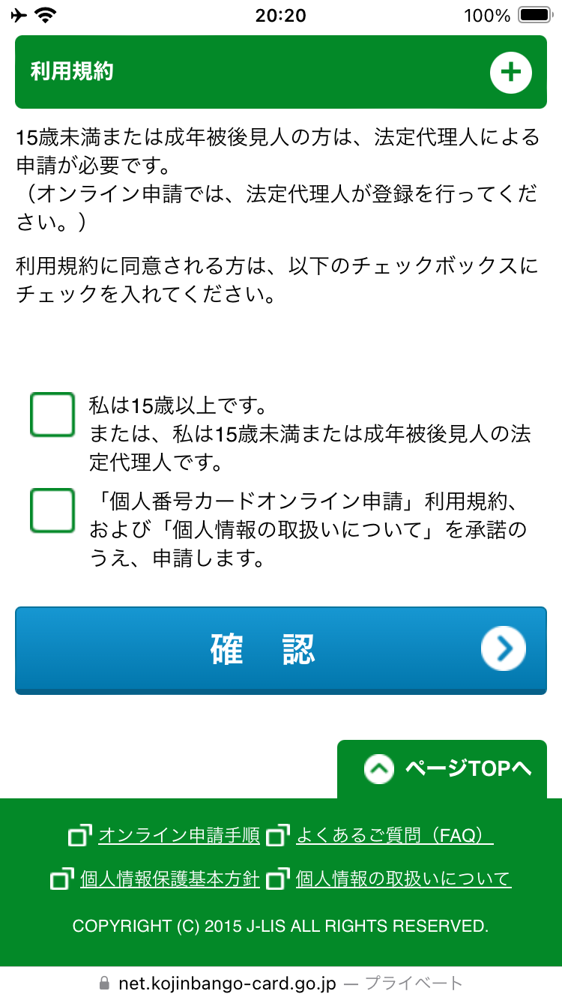 20:20
100%
利用規約
15歳未満または成年被後見人の方は、法定代理人による
申請が必要です。
（オンライン申請では、法定代理人が登録を行ってくだ
さい。）
利用規約に同意される方は、以下のチェックボックスに
チェックを入れてください。
私は15歳以上です。
または、私は15歳未満または成年被後見人の法
定代理人です。
「個人番号カードオンライン申請」利用規約、
および「個人情報の取扱いについて」を承諾の
うえ、申請します。
確　認
ページTOPへ
オンライン申請手順 よくあるご質問（FAQ）
個人情報保護基本方針 個人情報の取扱いについて
COPYRIGHT (C) 2015 J-LIS ALL RIGHTS RESERVED.
net.kojinbango-card.go.jp — プライベート